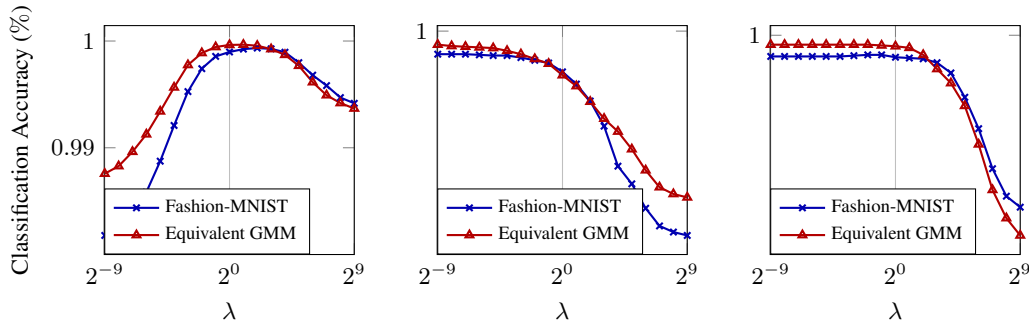 Classification Accuracy (%)
1
0.99
Fashion-MNIST
Equivalent GMM
2^−9
2^0
2^9
λ
1
Fashion-MNIST
Equivalent GMM
2^−9
2^0
2^9
λ
1
Fashion-MNIST
Equivalent GMM
2^−9
2^0
2^9
λ